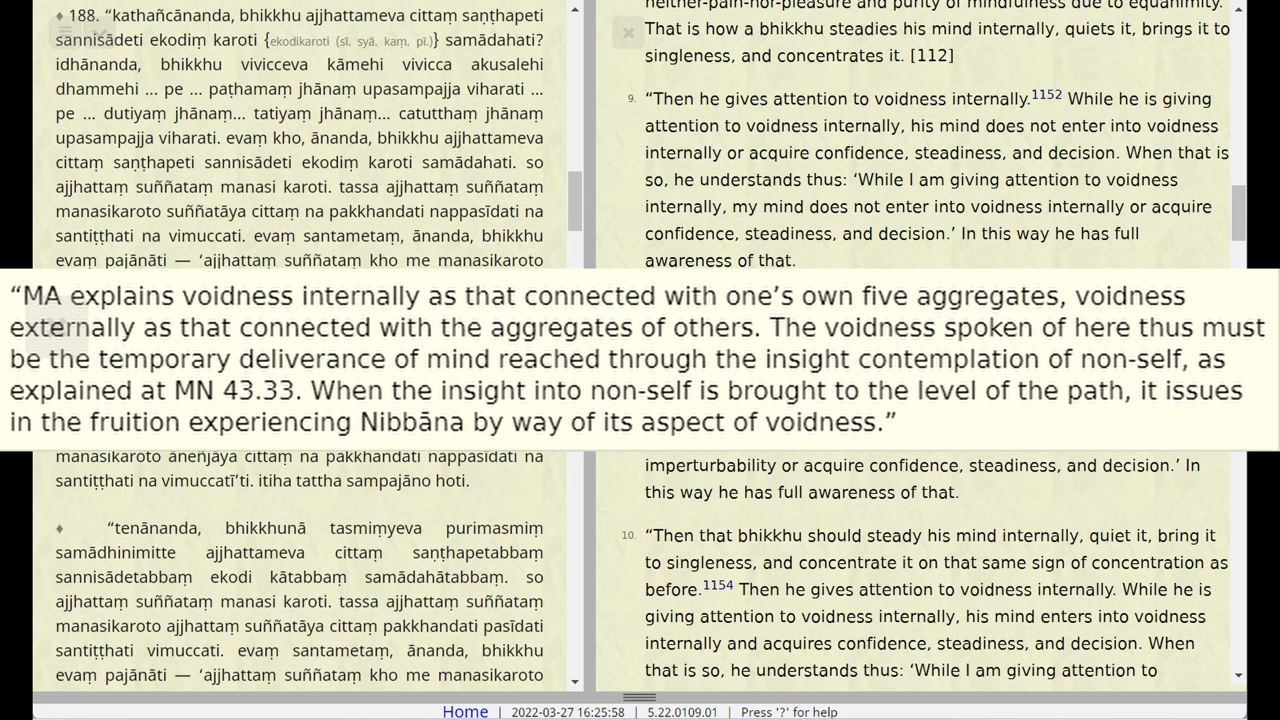 ♦ 188. “kathañcānanda, bhikkhu ajjhattameva cittaṃ saṇṭhapeti
sannisādeti ekodiṃ karoti {ekodikaroti (sī. syā. kaṃ. pī.)} samādahati?
idhānanda, bhikkhu vivicceva kāmehi vivicca akusalehi
dhammehi ... pe ... paṭhamaṃ jhānaṃ upasampajja viharati ...
pe ... dutiyaṃ jhānaṃ... tatiyaṃ jhānaṃ... catutthaṃ jhānaṃ
upasampajja viharati. evaṃ kho, ānanda, bhikkhu ajjhattameva
cittaṃ saṇṭhapeti sannisādeti ekodiṃ karoti samādahati. so
ajjhattaṃ suññataṃ manasi karoti. tassa ajjhattaṃ suññataṃ
manasikaroto suññatāya cittaṃ na pakkhandati nappasīdati na
santiṭṭhati na vimuccati. evaṃ santametaṃ, ānanda, bhikkhu
evaṃ pajānāti — ‘ajjhattaṃ suññataṃ kho me manasikaroto
neither-pain-nor-pleasure and purity of mindfulness due to equanimity.
That is how a bhikkhu steadies his mind internally, quiets it, brings it to
singleness, and concentrates it. [112]
9. “Then he gives attention to voidness internally.1152 While he is giving
attention to voidness internally, his mind does not enter into voidness
internally or acquire confidence, steadiness, and decision. When that is
so, he understands thus: ‘While I am giving attention to voidness
internally, my mind does not enter into voidness internally or acquire
confidence, steadiness, and decision.’ In this way he has full
awareness of that.
“MA explains voidness internally as that connected with one’s own five aggregates, voidness
externally as that connected with the aggregates of others. The voidness spoken of here thus must
be the temporary deliverance of mind reached through the insight contemplation of non-self, as
explained at MN 43.33. When the insight into non-self is brought to the level of the path, it issues
in the fruition experiencing Nibbāna by way of its aspect of voidness.”
manasikaroto āneñjāya cittaṃ na pakkhandati nappasīdati na
santiṭṭhati na vimuccatī’ti. itiha tattha sampajāno hoti.
♦ “tenānanda, bhikkhunā tasmiṃyeva purimasmiṃ
samādhinimitte ajjhattameva cittaṃ saṇṭhapetabbaṃ
sannisādetabbaṃ ekodi kātabbaṃ samādahātabbaṃ. so
ajjhattaṃ suññataṃ manasi karoti. tassa ajjhattaṃ suññataṃ
manasikaroto ajjhattaṃ suññatāya cittaṃ pakkhandati pasīdati
santiṭṭhati vimuccati. evaṃ santametaṃ, ānanda, bhikkhu
evaṃ pajānāti — ‘ajjhattaṃ suññataṃ kho me manasikaroto
imperturbability or acquire confidence, steadiness, and decision.’ In
this way he has full awareness of that.
10. “Then that bhikkhu should steady his mind internally, quiet it, bring it
to singleness, and concentrate it on that same sign of concentration as
before.1154 Then he gives attention to voidness internally. While he is
giving attention to voidness internally, his mind enters into voidness
internally and acquires confidence, steadiness, and decision. When
that is so, he understands thus: ‘While I am giving attention to
Home | 2022-03-27 16:25:58 | 5.22.0109.01 | Press '?' for help